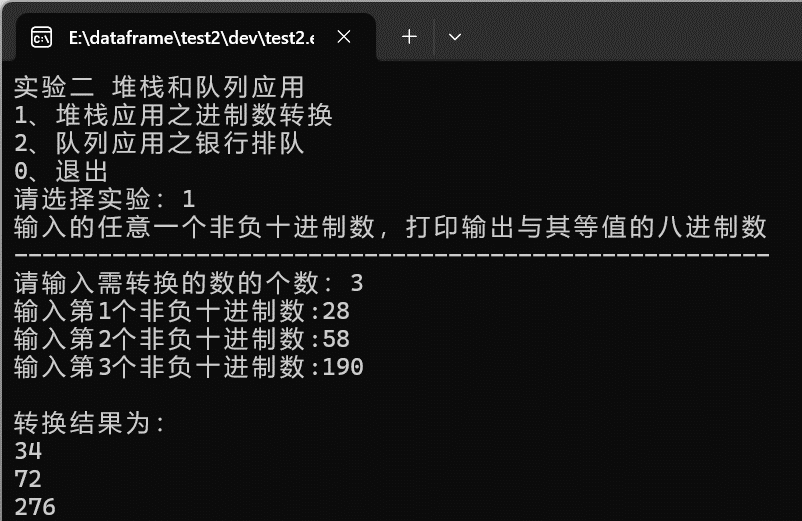 E:\dataframe\test2\dev\test2.e
实验二 堆栈和队列应用
1、堆栈应用之进制数转换
2、队列应用之银行排队
0、退出
请选择实验：1
输入的任意一个非负十进制数，打印输出与其等值的八进制数
------------------------------------------------------
请输入需转换的数的个数：3
输入第1个非负十进制数:28
输入第2个非负十进制数:58
输入第3个非负十进制数:190
转换结果为：
34
72
276